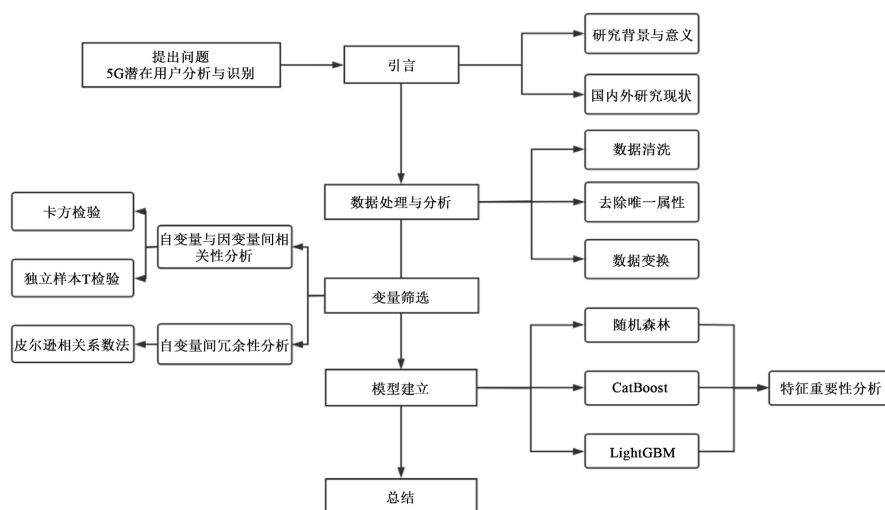 提出问题
5G潜在用户分析与识别
引言
研究背景与意义
国内外研究现状
数据处理与分析
数据清洗
去除唯一属性
数据变换
变量筛选
自变量与因变量间相
关性分析
卡方检验
独立样本T检验
自变量间冗余性分析
皮尔逊相关系数法
模型建立
随机森林
CatBoost
LightGBM
特征重要性分析
总结